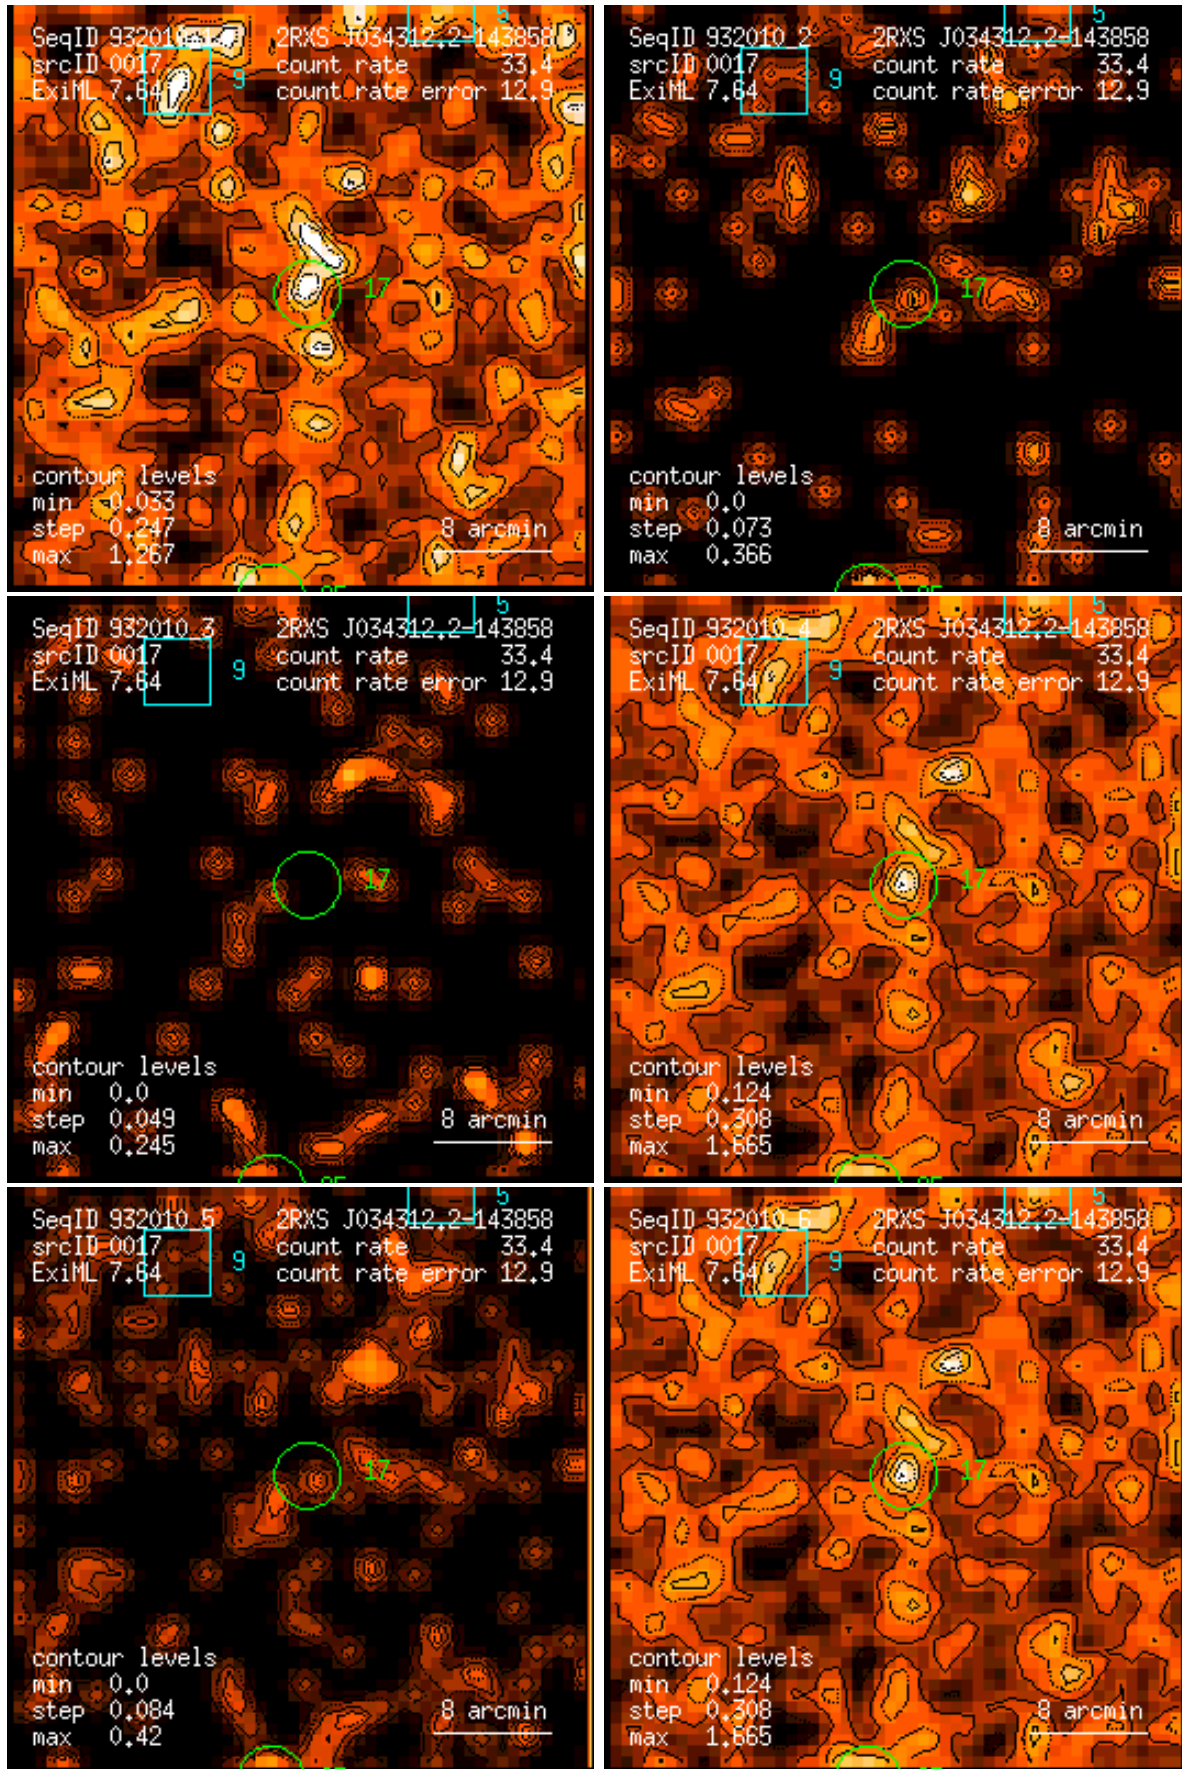 5
SeqID 932010_1 2RXS J034312.2-143858
srcID 0017 count rate 33.4
9
ExiML 7.64 count rate error 12.9
17
contour levels
min 0.033
step 0.247 8 arcmin
max 1.267
5
SeqID 932010_2 2RXS J034312.2-143858
srcID 0017 count rate 33.4
9
ExiML 7.64 count rate error 12.9
17
contour levels
min 0.0
step 0.073 8 arcmin
max 0.366
5
SeqID 932010_3 2RXS J034312.2-143858
srcID 0017 count rate 33.4
9
ExiML 7.64 count rate error 12.9
17
contour levels
min 0.0
step 0.049 8 arcmin
max 0.245
5
SeqID 932010_4 2RXS J034312.2-143858
srcID 0017 count rate 33.4
9
ExiML 7.64 count rate error 12.9
17
contour levels
min 0.124
step 0.308 8 arcmin
max 1.665
5
SeqID 932010_5 2RXS J034312.2-143858
srcID 0017 count rate 33.4
9
ExiML 7.64 count rate error 12.9
17
contour levels
min 0.0
step 0.084 8 arcmin
max 0.42
5
SeqID 932010_6 2RXS J034312.2-143858
srcID 0017 count rate 33.4
9
ExiML 7.64 count rate error 12.9
17
contour levels
min 0.124
step 0.308 8 arcmin
max 1.665